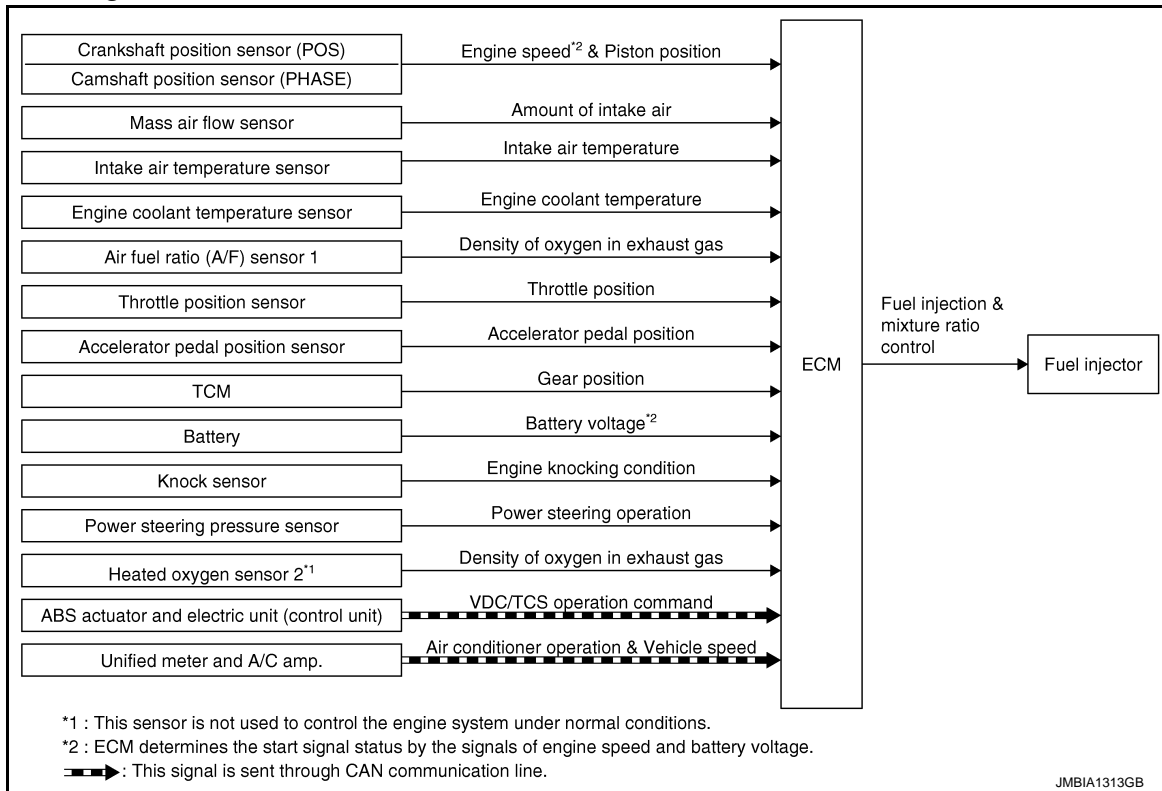 Crankshaft position sensor (POS)
Camshaft position sensor (PHASE)
Engine speed*2 & Piston position
Mass air flow sensor
Amount of intake air
Intake air temperature sensor
Intake air temperature
Engine coolant temperature sensor
Engine coolant temperature
Air fuel ratio (A/F) sensor 1
Density of oxygen in exhaust gas
Throttle position sensor
Throttle position
Accelerator pedal position sensor
Accelerator pedal position
TCM
Gear position
Battery
Battery voltage*2
Knock sensor
Engine knocking condition
Power steering pressure sensor
Power steering operation
Heated oxygen sensor 2*1
Density of oxygen in exhaust gas
ABS actuator and electric unit (control unit)
VDC/TCS operation command
Unified meter and A/C amp.
Air conditioner operation & Vehicle speed
ECM
Fuel injection &
mixture ratio
control
Fuel injector
*1 : This sensor is not used to control the engine system under normal conditions.
*2 : ECM determines the start signal status by the signals of engine speed and battery voltage.
: This signal is sent through CAN communication line.
JMBIA1313GB